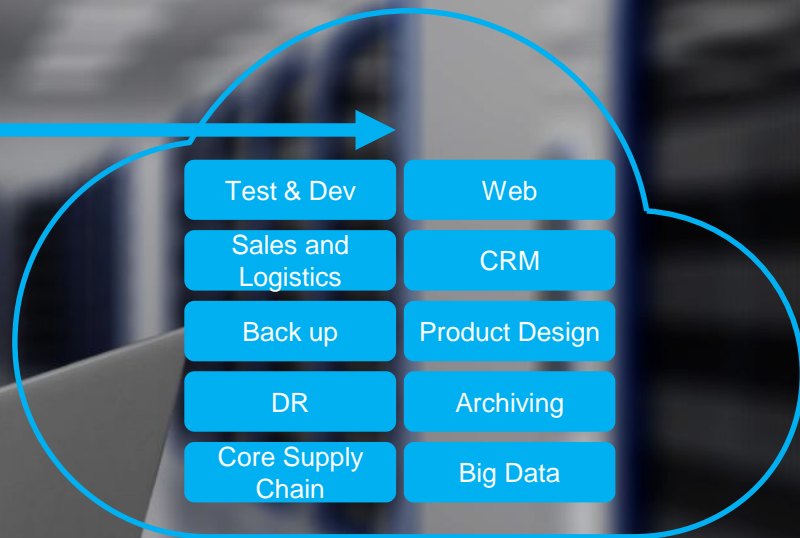 Test & Dev
Web
Sales and
Logistics
CRM
Back up
Product Design
DR
Archiving
Core Supply
Chain
Big Data